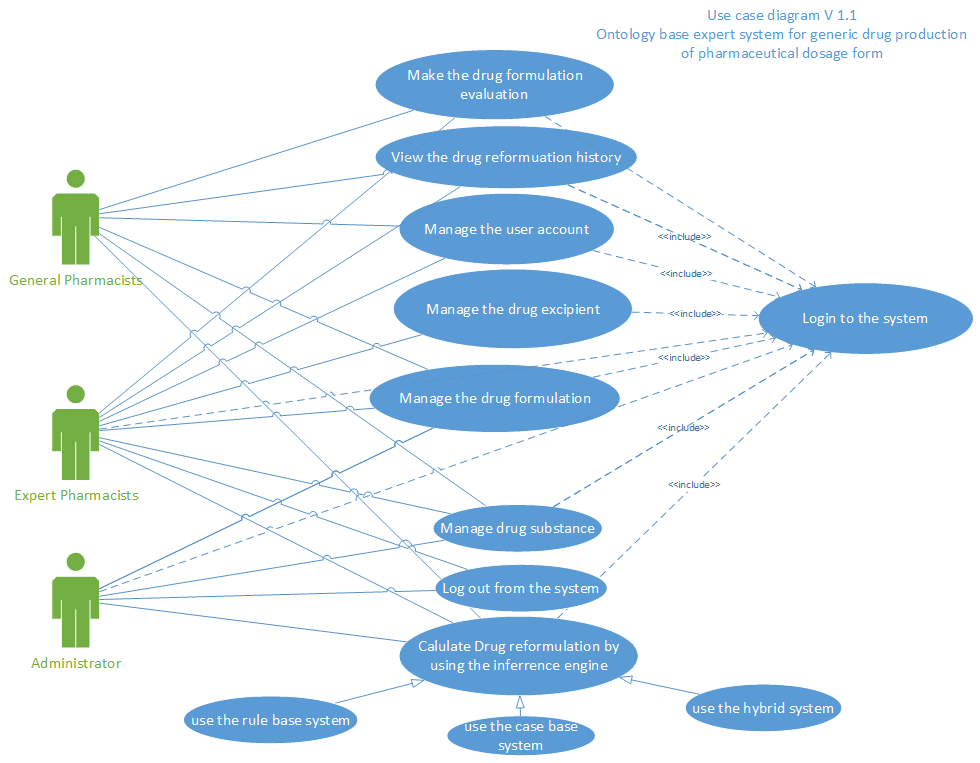 Use case diagram V 1.1
Ontology base expert system for generic drug production
of pharmaceutical dosage form
Make the drug formulation
evaluation
View the drug reformuation history
General Pharmacists
Manage the user account
<<include>>
<<include>>
Manage the drug excipient
<<include>>
Login to the system
<<include>>
Manage the drug formulation
<<include>>
Expert Pharmacists
<<include>>
Manage drug substance
Log out from the system
Administrator
Calulate Drug reformulation by
using the inferrence engine
use the rule base system
use the case base
system
use the hybrid system